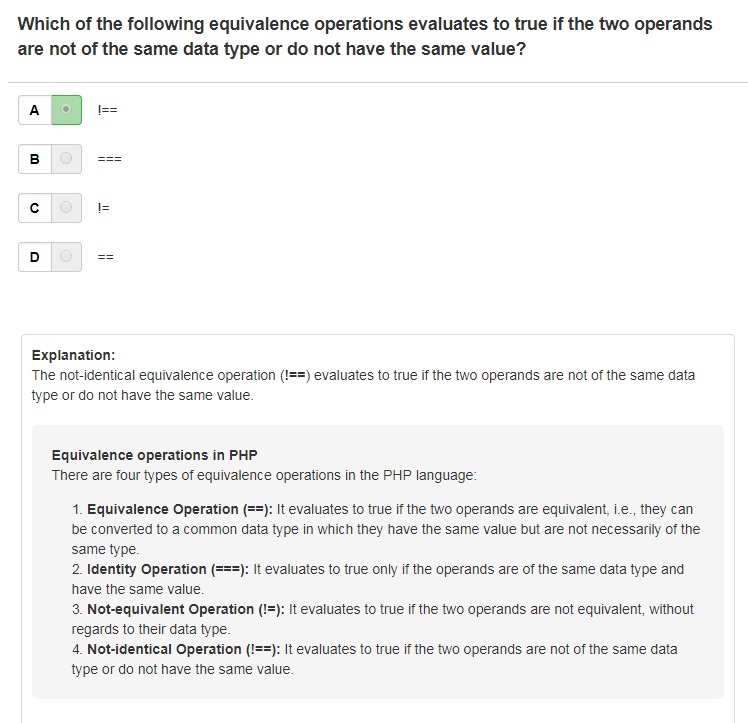 Which of the following equivalence operations evaluates to true if the two operands
are not of the same data type or do not have the same value?
A !==
B ===
C !=
D ==
Explanation:
The not-identical equivalence operation (!==) evaluates to true if the two operands are not of the same data
type or do not have the same value.
Equivalence operations in PHP
There are four types of equivalence operations in the PHP language:
1. Equivalence Operation (==): It evaluates to true if the two operands are equivalent, i.e., they can
be converted to a common data type in which they have the same value but are not necessarily of the
same type.
2. Identity Operation (===): It evaluates to true only if the operands are of the same data type and
have the same value.
3. Not-equivalent Operation (!=): It evaluates to true if the two operands are not equivalent, without
regards to their data type.
4. Not-identical Operation (!==): It evaluates to true if the two operands are not of the same data
type or do not have the same value.